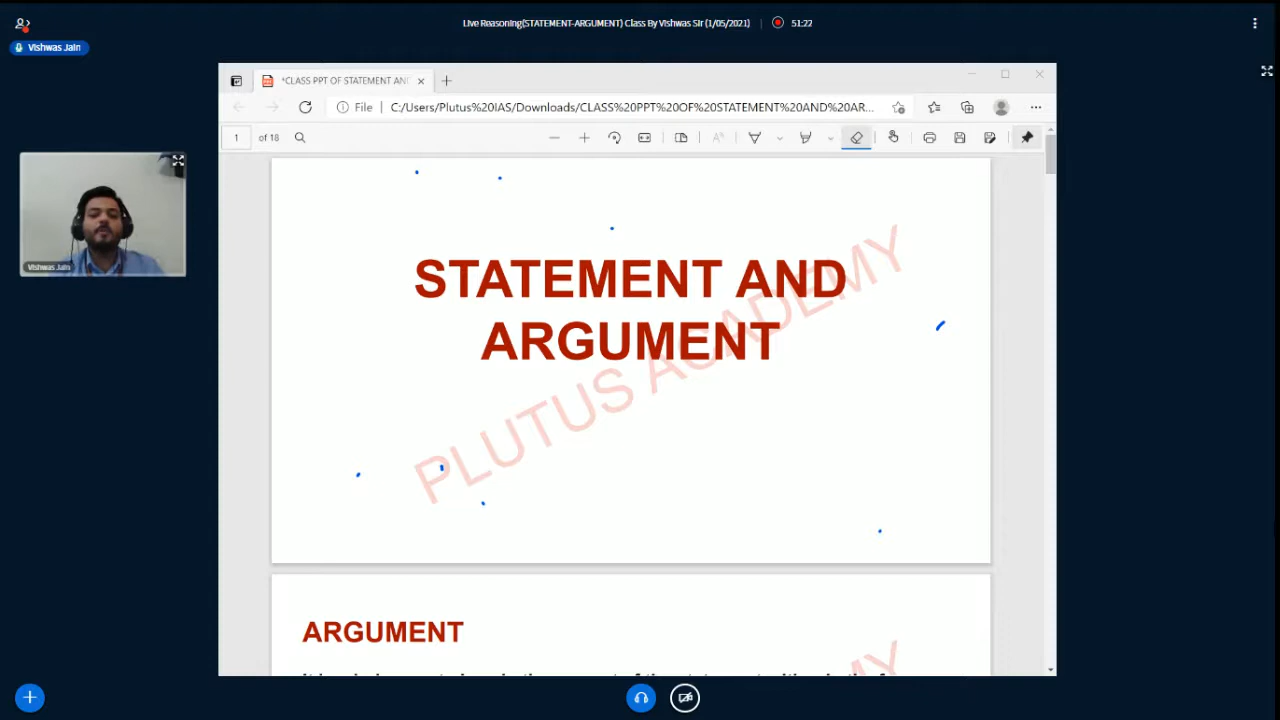 Live Reasoning(STATEMENT-ARGUMENT) Class By Vishwas Sir (1/05/2021)
51:22
Vishwas Jain
*CLASS PPT OF STATEMENT AN
File
C:/Users/Plutus%20IAS/Downloads/CLASS%20PPT%20OF%20STATEMENT%20AND%20AR...
1 of 18
Vishwas Jain
STATEMENT AND
ARGUMENT
PLUTUS ACADEMY
ARGUMENT